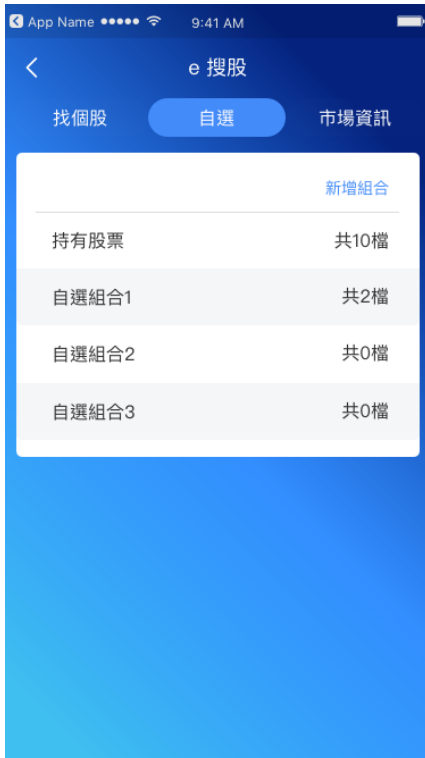 App Name 9:41 AM
e 搜股
找個股 自選 市場資訊
新增組合
持有股票 共10檔
自選組合1 共2檔
自選組合2 共0檔
自選組合3 共0檔